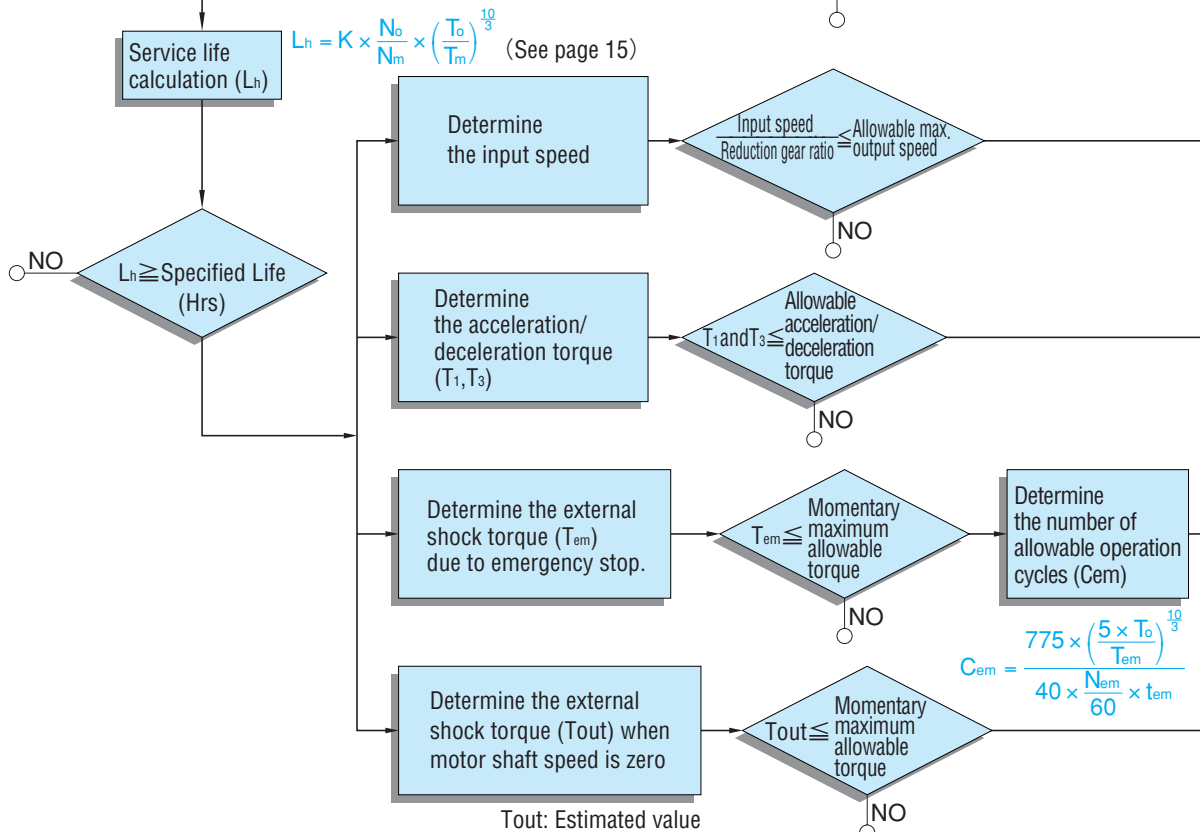 Service life
calculation (Lh)
Lh = K × No/Nm × (To/Tm)^10/3 (See page 15)
Determine
the input speed
Input speed
Reduction gear ratio
≦Allowable max.
output speed
NO
NO
Lh≧Specified Life
(Hrs)
Determine
the acceleration/
deceleration torque
(T1,T3)
T1andT3≦
Allowable
acceleration/
deceleration
torque
NO
Determine the external
shock torque (Tem)
due to emergency stop.
Tem≦
Momentary
maximum
allowable
torque
NO
Determine
the number of
allowable operation
cycles (Cem)
Cem = 775 × (5 × To/Tem)^10/3 / 40 × Nem/60 × tem
Determine the external
shock torque (Tout) when
motor shaft speed is zero
Tout≦
Momentary
maximum
allowable
torque
NO
Tout: Estimated value